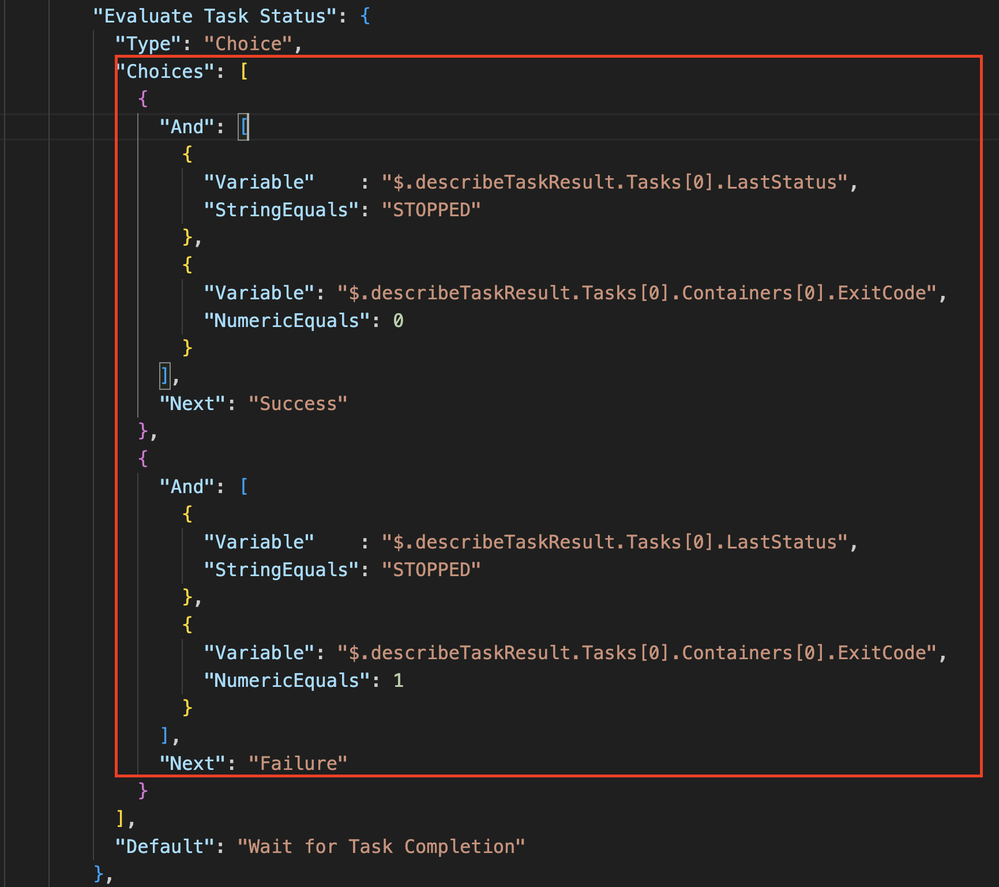 "Evaluate Task Status": {
"Type": "Choice",
"Choices": [
{
"And": [
{
"Variable"    : "$.describeTaskResult.Tasks[0].LastStatus",
"StringEquals": "STOPPED"
},
{
"Variable": "$.describeTaskResult.Tasks[0].Containers[0].ExitCode",
"NumericEquals": 0
}
],
"Next": "Success"
},
{
"And": [
{
"Variable"    : "$.describeTaskResult.Tasks[0].LastStatus",
"StringEquals": "STOPPED"
},
{
"Variable": "$.describeTaskResult.Tasks[0].Containers[0].ExitCode",
"NumericEquals": 1
}
],
"Next": "Failure"
}
],
"Default": "Wait for Task Completion"
},